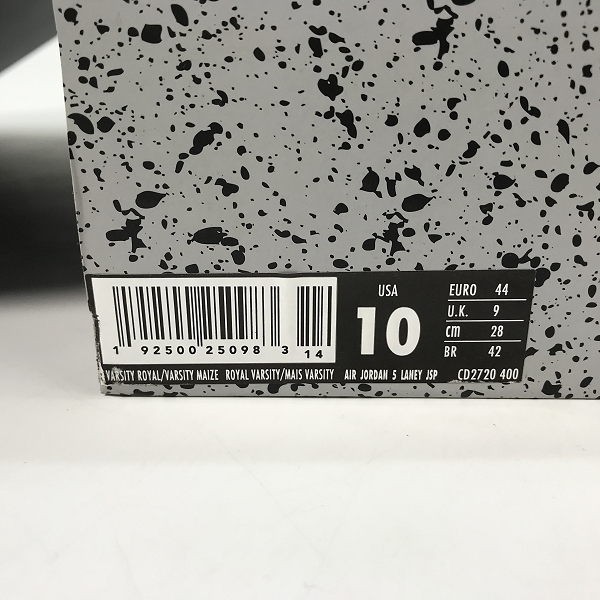 USA
10
EURO 44
U.K. 9
cm 28
BR 42
1 92500 25098 3 14
VARSITY ROYAL/VARSITY MAIZE ROYAL VARSITY/MAIS VARSITY AIR JORDAN 5 LANEY JSP CD2720 400